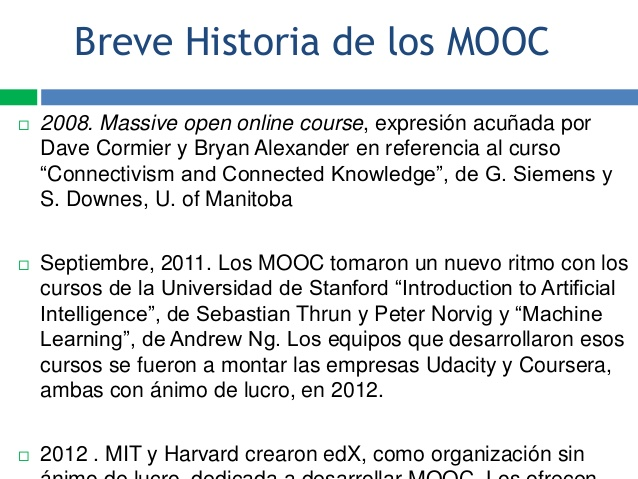 Breve Historia de los MOOC
2008. Massive open online course, expresión acuñada por
Dave Cormier y Bryan Alexander en referencia al curso
“Connectivism and Connected Knowledge”, de G. Siemens y
S. Downes, U. of Manitoba
Septiembre, 2011. Los MOOC tomaron un nuevo ritmo con los
cursos de la Universidad de Stanford “Introduction to Artificial
Intelligence”, de Sebastian Thrun y Peter Norvig y “Machine
Learning”, de Andrew Ng. Los equipos que desarrollaron esos
cursos se fueron a montar las empresas Udacity y Coursera,
ambas con ánimo de lucro, en 2012.
2012 . MIT y Harvard crearon edX, como organización sin
ánimo de lucro, dedicada a desarrollar MOOC. Los ofrecen